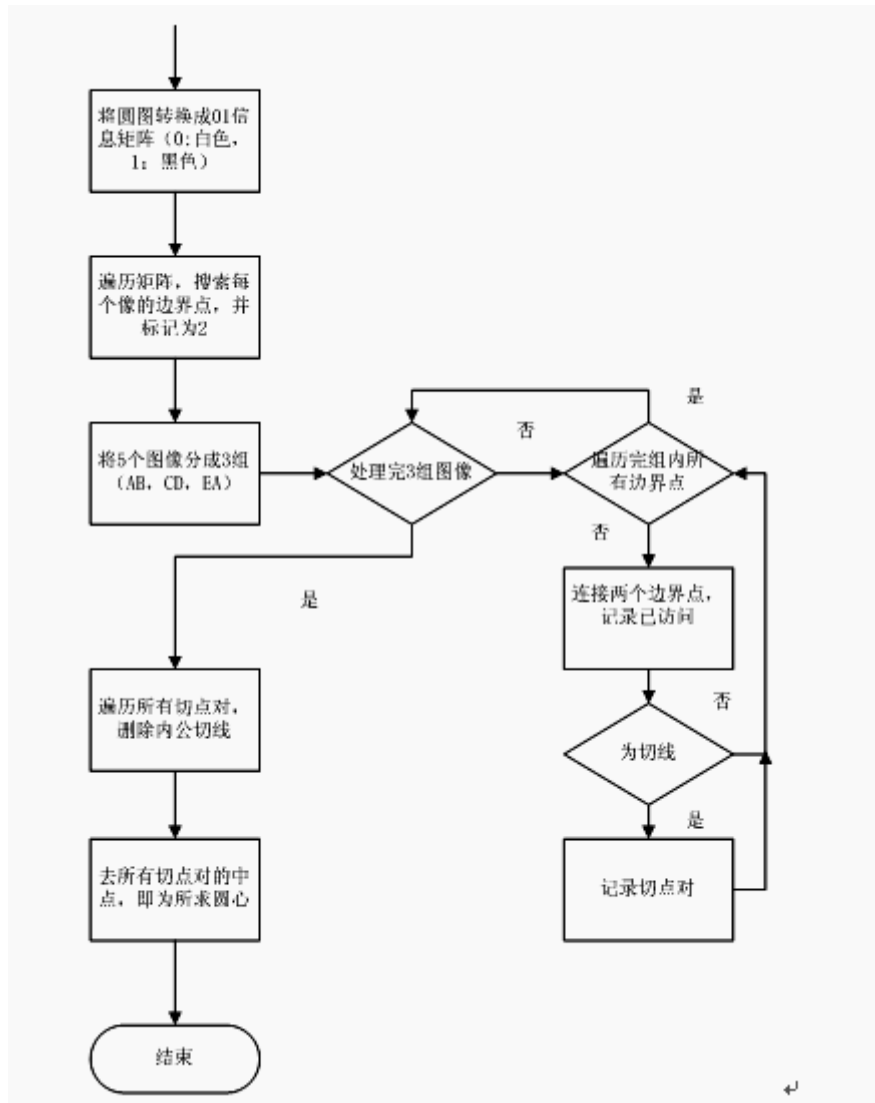 将圆图转换成01信
息矩阵（0:白色，
1：黑色）
遍历矩阵，搜索每
个像的边界点，并
标记为2
将5个图像分成3组
（AB，CD，EA）
处理完3组图像
否
是
遍历完组内所
有边界点
否
连接两个边界点，
记录已访问
是
否
为切线
是
记录切点对
遍历所有切点对，
删除内公切线
去所有切点对的中
点，即为所求圆心
结束